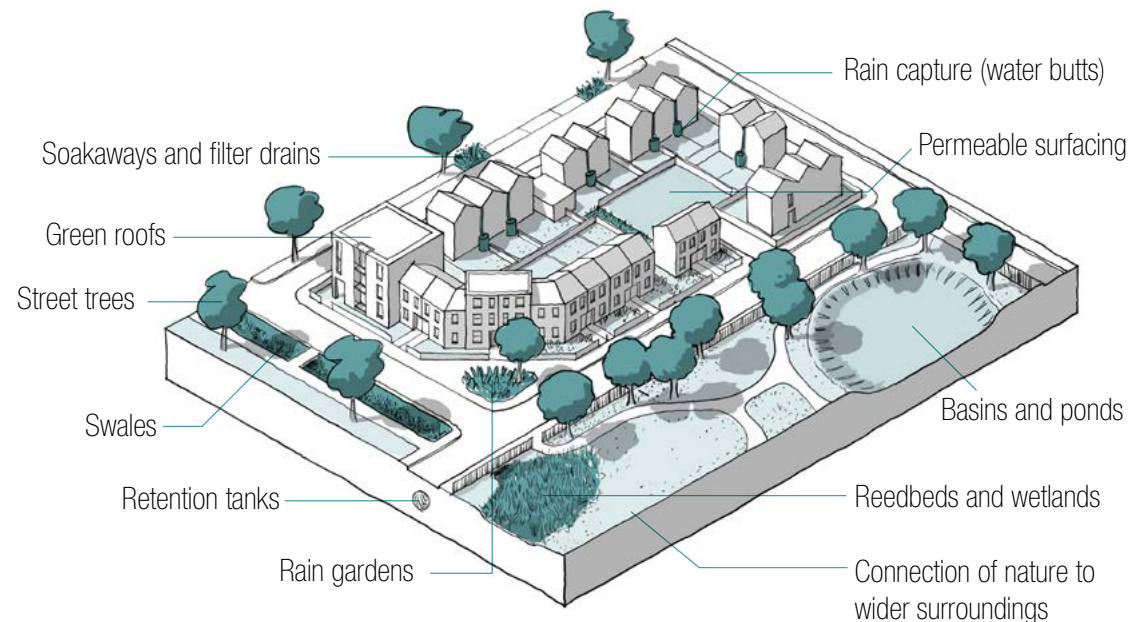 Rain capture (water butts)
Permeable surfacing
Soakaways and filter drains
Green roofs
Street trees
Swales
Basins and ponds
Retention tanks
Reedbeds and wetlands
Rain gardens
Connection of nature to
wider surroundings